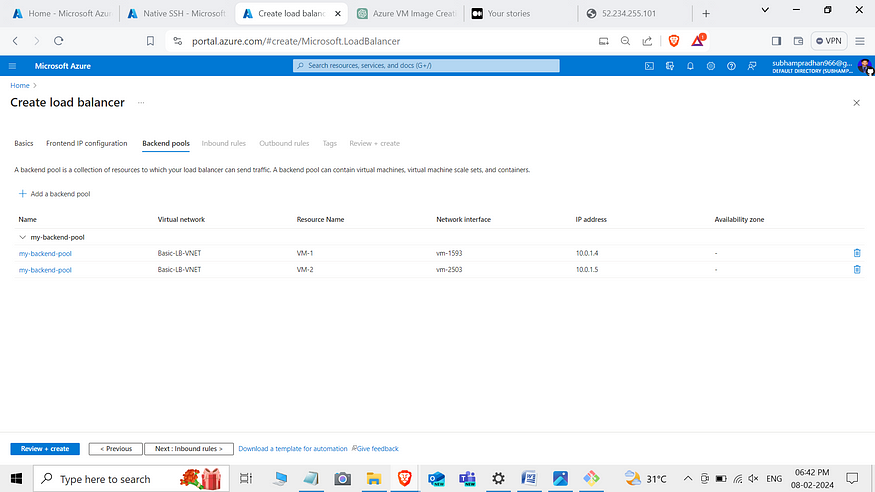 Home - Microsoft Azur
Native SSH - Microsoft
Create load balanc
Azure VM Image Creati
Your stories
52.234.255.101
portal.azure.com/#create/Microsoft.LoadBalancer
VPN
Microsoft Azure
Search resources, services, and docs (G+/)
subhampradhan966@g...
DEFAULT DIRECTORY (SUBHAMP...
Home >
Create load balancer ...
Basics Frontend IP configuration Backend pools Inbound rules Outbound rules Tags Review + create
A backend pool is a collection of resources to which your load balancer can send traffic. A backend pool can contain virtual machines, virtual machine scale sets, and containers.
+ Add a backend pool
Name Virtual network Resource Name Network interface IP address Availability zone
my-backend-pool
my-backend-pool Basic-LB-VNET VM-1 vm-1593 10.0.1.4 -
my-backend-pool Basic-LB-VNET VM-2 vm-2503 10.0.1.5 -
Review + create < Previous Next : Inbound rules > Download a template for automation Give feedback
Type here to search
31°C
ENG
06:42 PM
08-02-2024